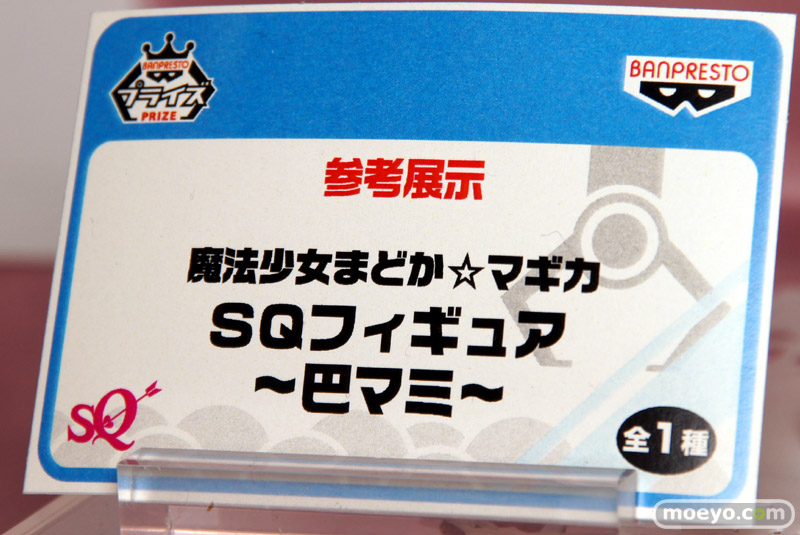 BANPRESTO
プライズ
PRIZE
BANPRESTO
参考展示
魔法少女まどか☆マギカ
SQフィギュア
~巴マミ~
SQ
全1種
moeyo.com